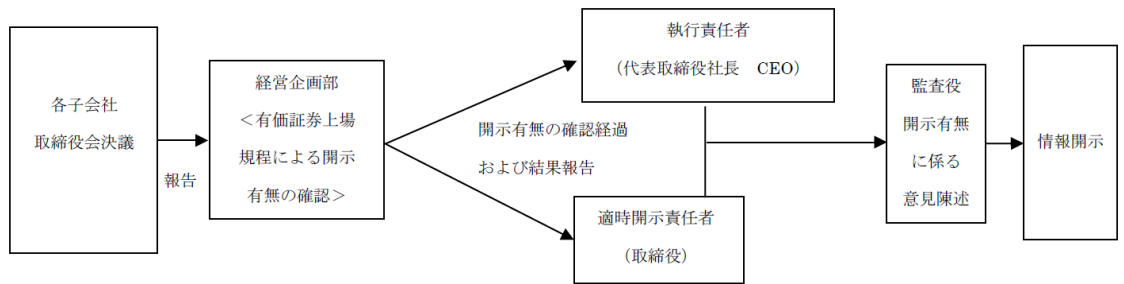 各子会社
取締役会決議
報告
経営企画部
<有価証券上場
規程による開示
有無の確認>
開示有無の確認経過
および結果報告
執行責任者
(代表取締役社長 CEO)
適時開示責任者
(取締役)
監査役
開示有無
に係る
意見陳述
情報開示